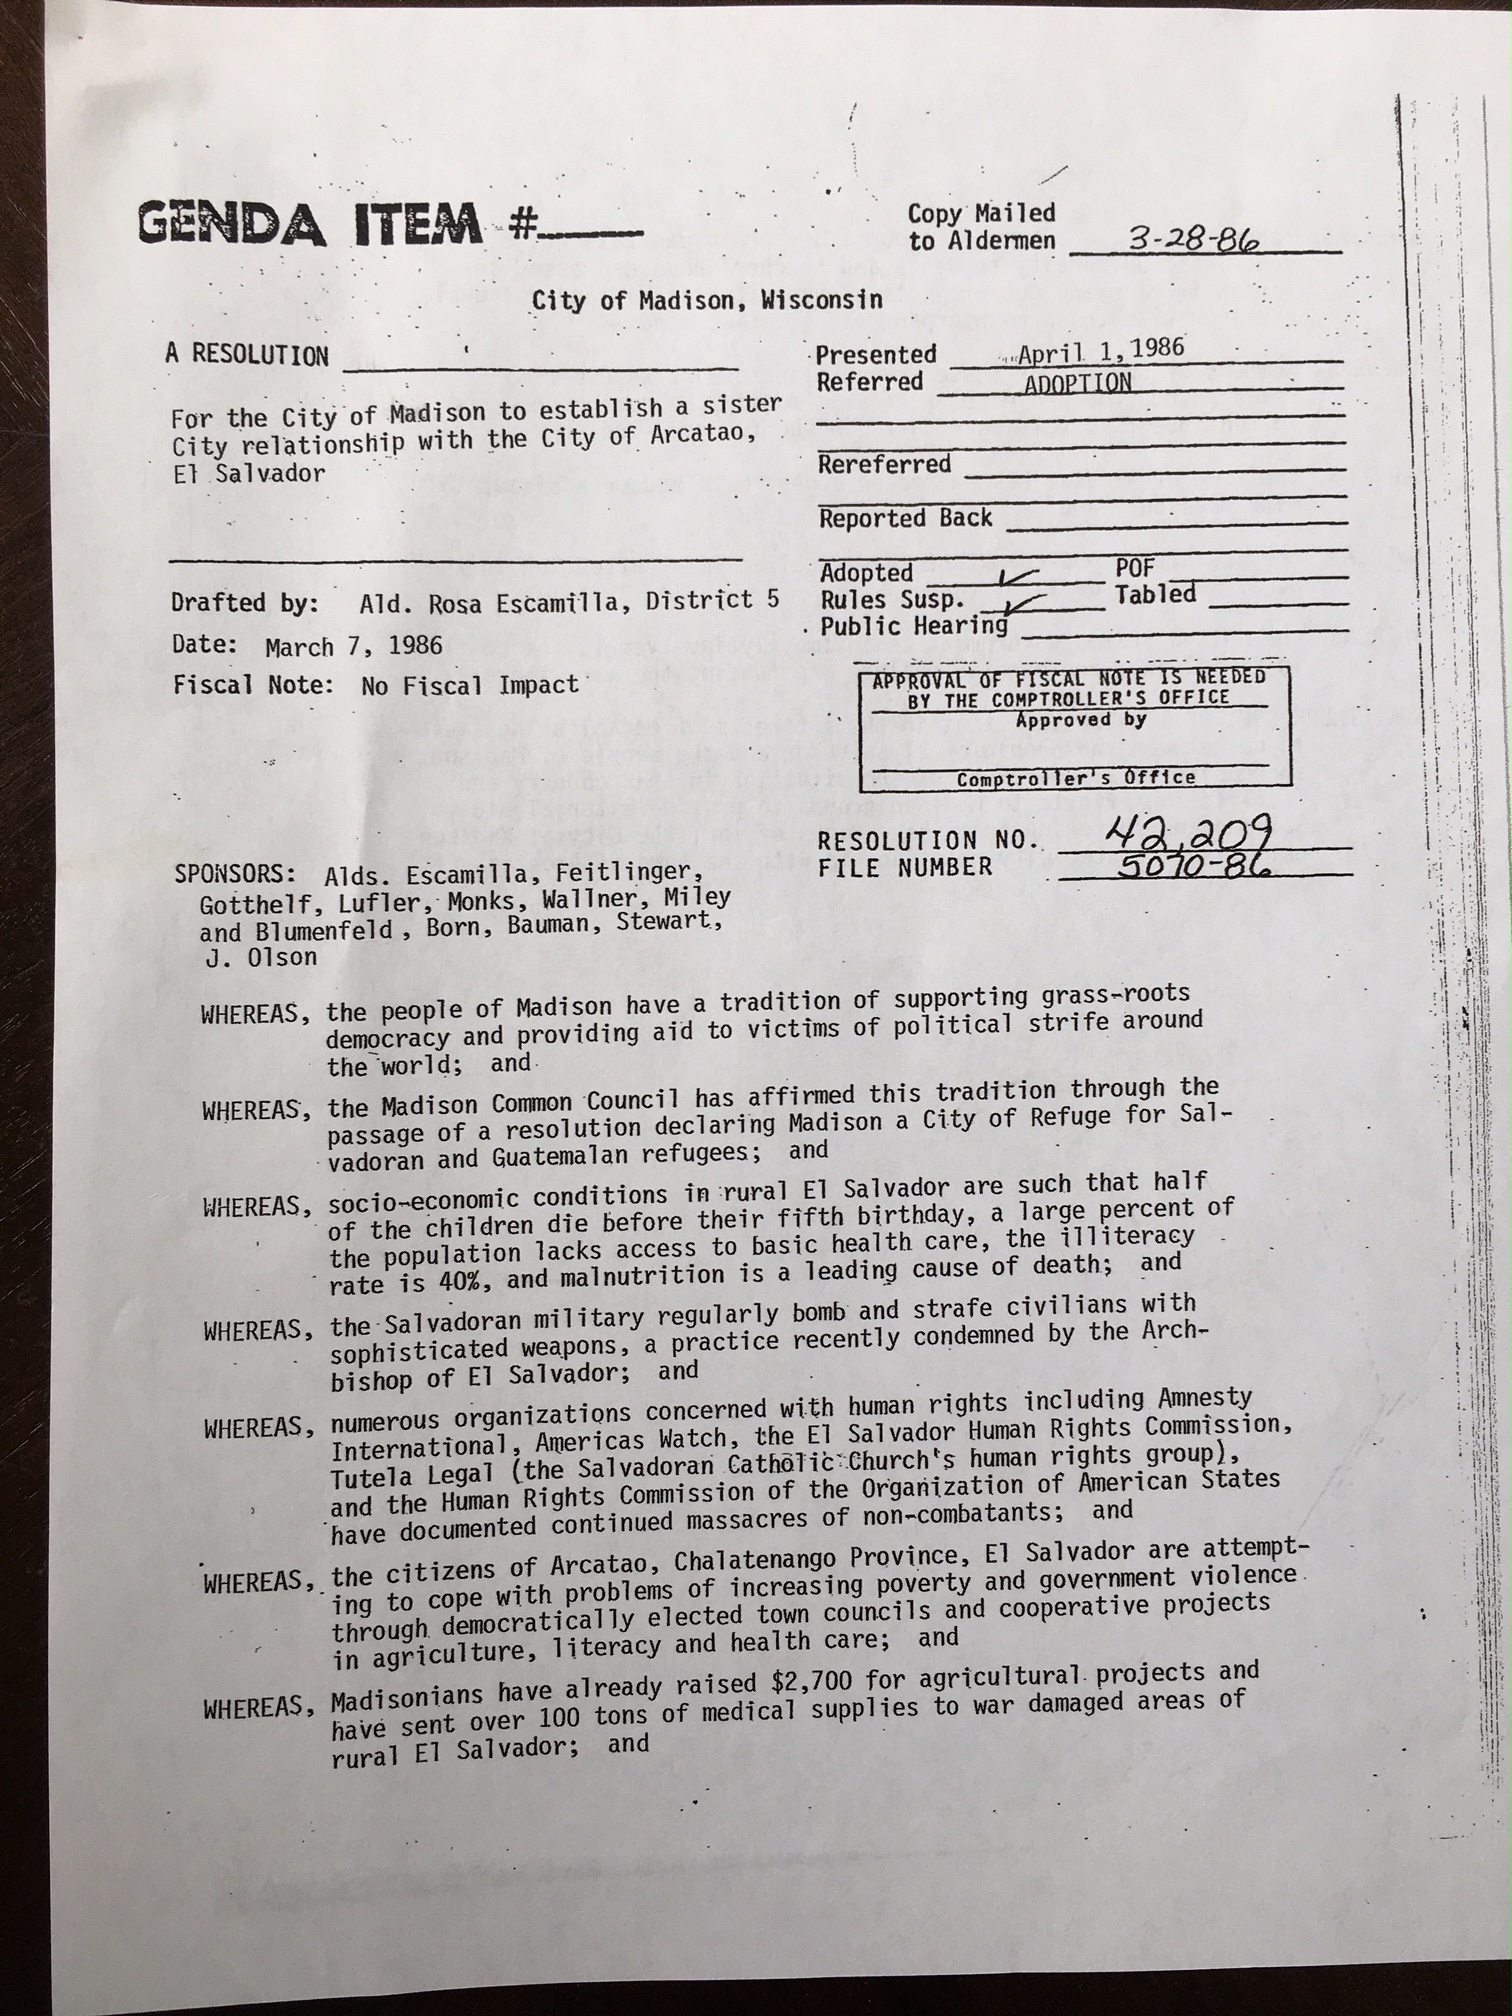 GENDA ITEM #
Copy Mailed
to Aldermen 3-28-86
City of Madison, Wisconsin
A RESOLUTION
For the City of Madison to establish a sister
City relationship with the City of Arcatao,
El Salvador
Presented April 1, 1986
Referred ADOPTION
Rereferred
Reported Back
Adopted ✓ POF
Rules Susp. ✓ Tabled
Public Hearing
Drafted by: Ald. Rosa Escamilla, District 5
Date: March 7, 1986
Fiscal Note: No Fiscal Impact
APPROVAL OF FISCAL NOTE IS NEEDED
BY THE COMPTROLLER'S OFFICE
Approved by
Comptroller's Office
RESOLUTION NO. 42,209
FILE NUMBER 5070-86
SPONSORS: Alds. Escamilla, Feitlinger,
Gotthelf, Lufler, Monks, Wallner, Miley
and Blumenfeld, Born, Bauman, Stewart,
J. Olson
WHEREAS, the people of Madison have a tradition of supporting grass-roots
democracy and providing aid to victims of political strife around
the world; and
WHEREAS, the Madison Common Council has affirmed this tradition through the
passage of a resolution declaring Madison a City of Refuge for Sal-
vadoran and Guatemalan refugees; and
WHEREAS, socio-economic conditions in rural El Salvador are such that half
of the children die before their fifth birthday, a large percent of
the population lacks access to basic health care, the illiteracy
rate is 40%, and malnutrition is a leading cause of death; and
WHEREAS, the Salvadoran military regularly bomb and strafe civilians with
sophisticated weapons, a practice recently condemned by the Arch-
bishop of El Salvador; and
WHEREAS, numerous organizations concerned with human rights including Amnesty
International, Americas Watch, the El Salvador Human Rights Commission,
Tutela Legal (the Salvadoran Catholic Church's human rights group),
and the Human Rights Commission of the Organization of American States
have documented continued massacres of non-combatants; and
WHEREAS, the citizens of Arcatao, Chalatenango Province, El Salvador are attempt-
ing to cope with problems of increasing poverty and government violence
through democratically elected town councils and cooperative projects
in agriculture, literacy and health care; and
WHEREAS, Madisonians have already raised $2,700 for agricultural projects and
have sent over 100 tons of medical supplies to war damaged areas of
rural El Salvador; and